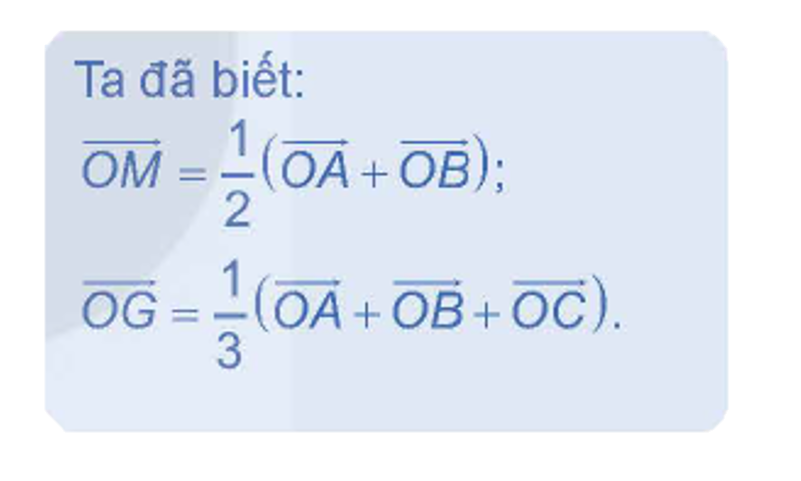 Ta đã biết:
$\overrightarrow{OM} = \frac{1}{2}(\overrightarrow{OA} + \overrightarrow{OB});$
$\overrightarrow{OG} = \frac{1}{3}(\overrightarrow{OA} + \overrightarrow{OB} + \overrightarrow{OC}).$